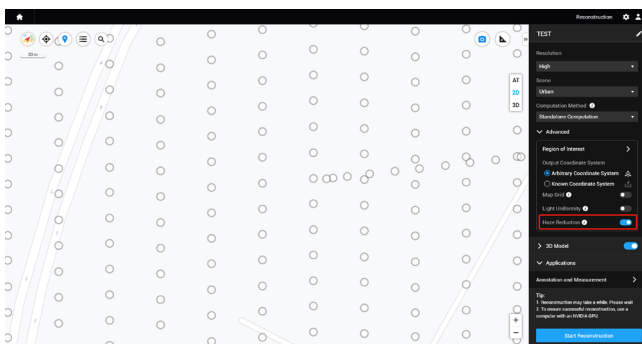 Reconstruction
TEST
30 m
Resolution
High
Scene
Urban
Computation Method
Standalone Computation
AT
2D
3D
Advanced
Region of Interest
Output Coordinate System
Arbitrary Coordinate System
Known Coordinate System
Map Grid
Light Uniformity
Haze Reduction
3D Model
Applications
Annotation and Measurement
Tip:
1. Reconstruction may take a while. Please wait
2. To ensure successful reconstruction, use a
computer with an NVIDIA GPU.
Start Reconstruction